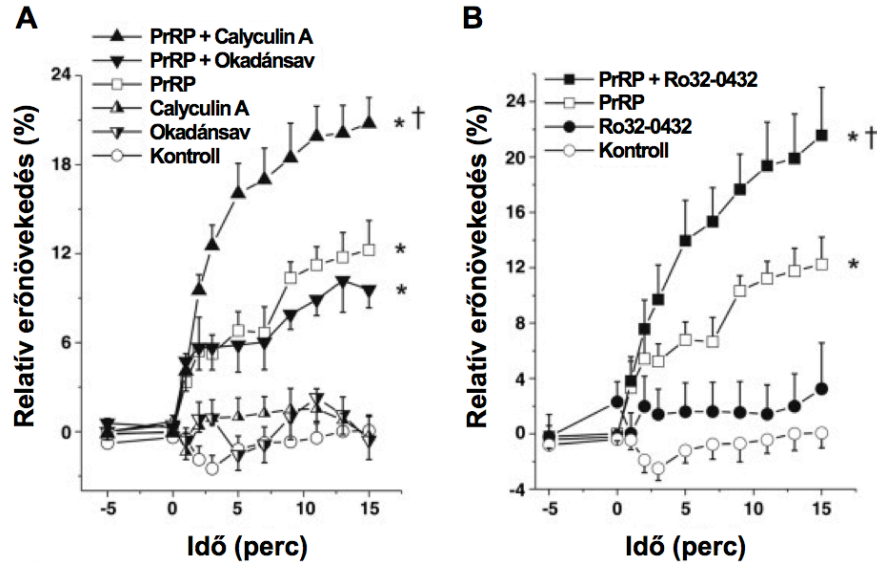 A
PrRP + Calyculin A
PrRP + Okadánsav
PrRP
Calyculin A
Okadánsav
Kontroll
Relatív erőnövekedés (%)
24
18
12
6
0
* †
*
*
-5 0 5 10 15
Idő (perc)
B
PrRP + Ro32-0432
PrRP
Ro32-0432
Kontroll
Relatív erőnövekedés (%)
24
20
16
12
8
4
0
-4
* †
*
-5 0 5 10 15
Idő (perc)